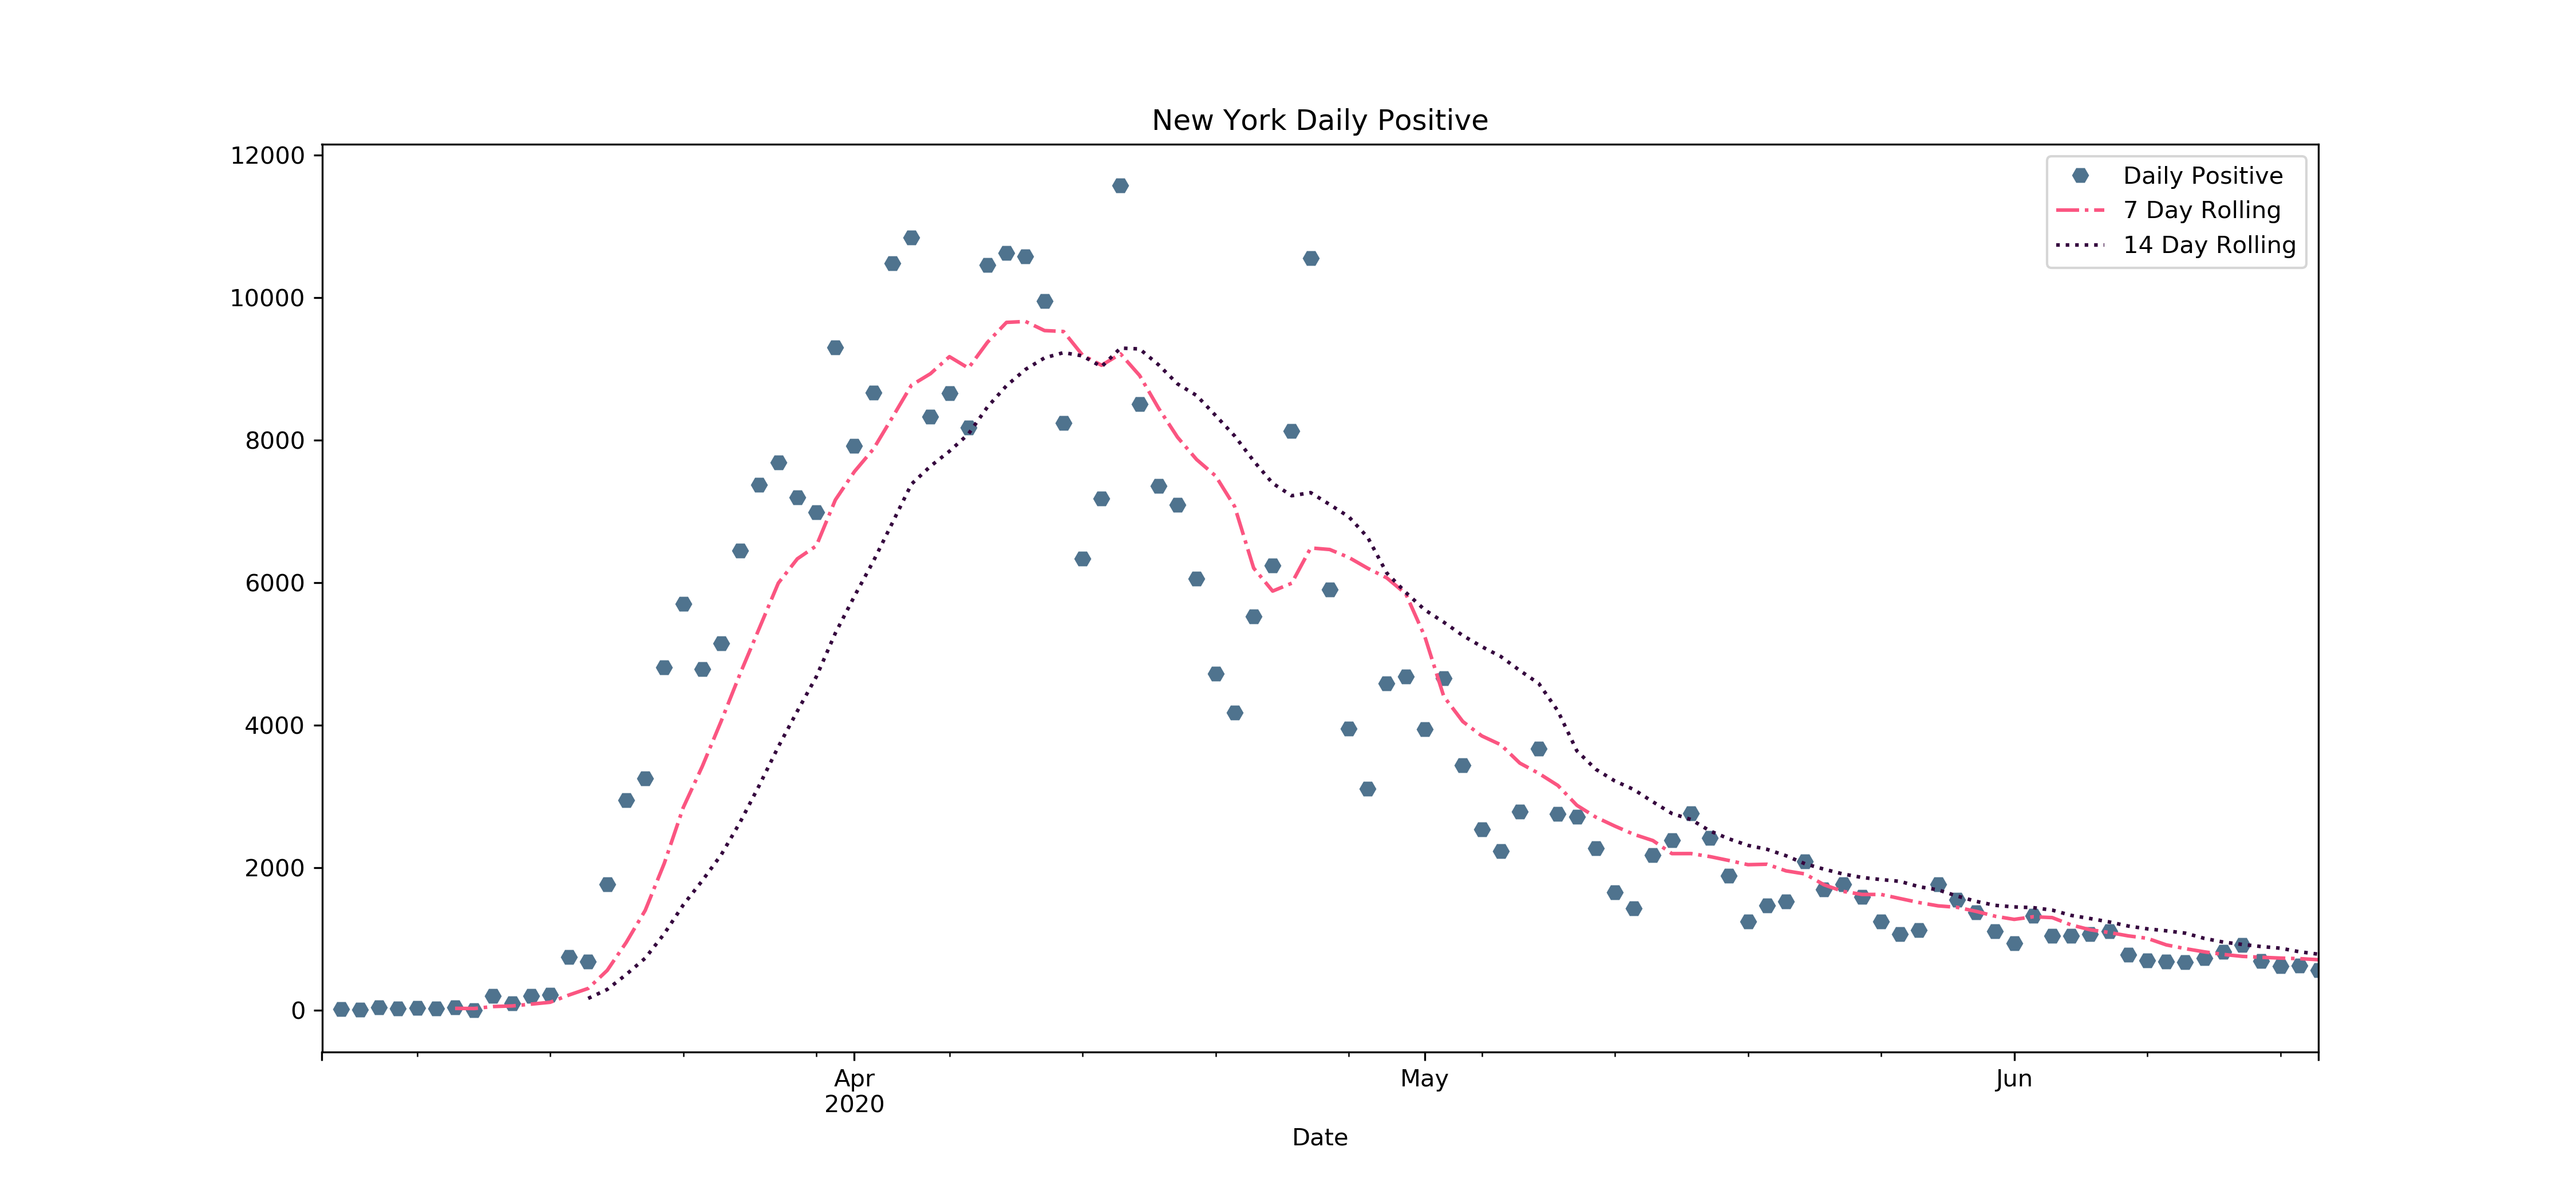 New York Daily Positive
12000
10000
8000
6000
4000
2000
0
Daily Positive
7 Day Rolling
14 Day Rolling
Apr
2020
May
Jun
Date